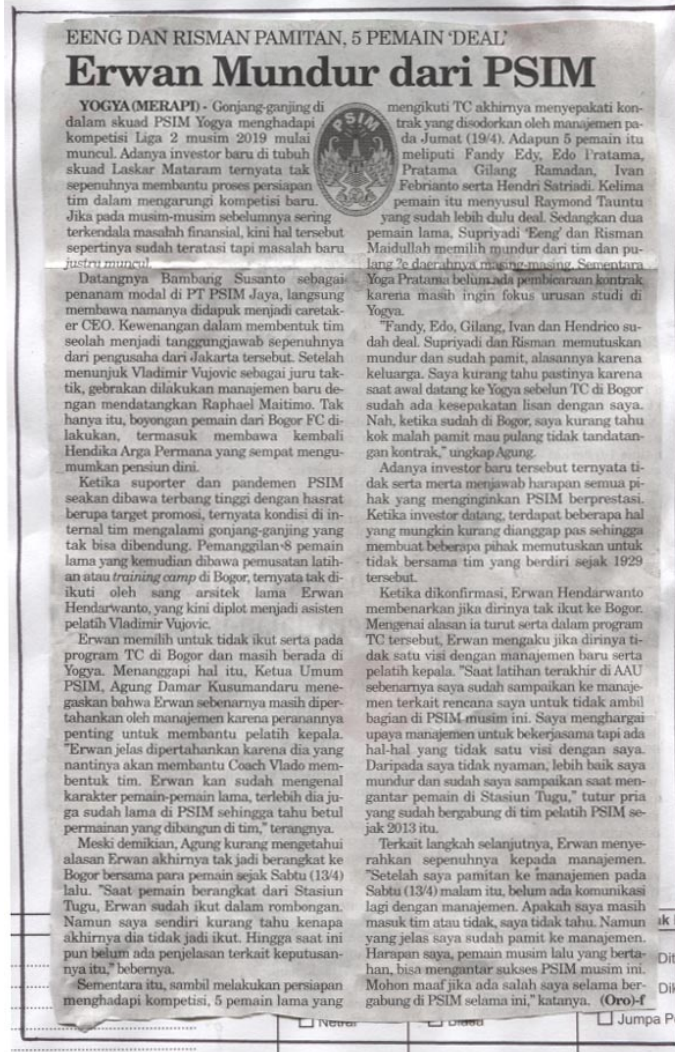 EENG DAN RISMAN PAMITAN, 5 PEMAIN 'DEAL'
Erwan Mundur dari PSIM
YOGYA (MERAPI) - Gonjang-ganjing di
dalam skuad PSIM Yogya menghadapi
kompetisi Liga 2 musim 2019 mulai
muncul. Adanya investor baru di tubuh
skuad Laskar Mataram ternyata tak
sepenuhnya membantu proses persiapan
tim dalam mengarungi kompetisi baru.
Jika pada musim-musim sebelumnya sering
terkendala masalah finansial, kini hal tersebut
sepertinya sudah teratasi tapi masalah baru
justru muncul.
Datangnya Bambang Susanto sebagai
penanam modal di PT PSIM Jaya, langsung
membawa namanya didapuk menjadi caretak-
er CEO. Kewenangan dalam membentuk tim
seolah menjadi tanggungjawab sepenuhnya
dari pengusaha dari Jakarta tersebut. Setelah
menunjuk Vladimir Vujovic sebagai juru tak-
tik, gebrakan dilakukan manajemen baru de-
ngan mendatangkan Raphael Maitimo. Tak
hanya itu, boyongan pemain dari Bogor FC di-
lakukan, termasuk membawa kembali
Hendika Arga Permana yang sempat mengu-
mumkan pensiun dini.
Ketika suporter dan pandemen PSIM
seakan dibawa terbang tinggi dengan hasrat
berupa target promosi, ternyata kondisi di in-
ternal tim mengalami gonjang-ganjing yang
tak bisa dibendung. Pemanggilan 8 pemain
lama yang kemudian dibawa pemusatan latih-
an atau training camp di Bogor, ternyata tak di-
ikuti oleh sang arsitek lama Erwan
Hendarwanto, yang kini diplot menjadi asisten
pelatih Vladimir Vujovic.
Erwan memilih untuk tidak ikut serta pada
program TC di Bogor dan masih berada di
Yogya. Menanggapi hal itu, Ketua Umum
PSIM, Agung Damar Kusumandaru mene-
gaskan bahwa Erwan sebenarnya masih diper-
tahankan oleh manajemen karena peranannya
penting untuk membantu pelatih kepala.
"Erwan jelas dipertahankan karena dia yang
nantinya akan membantu Coach Vlado mem-
bentuk tim. Erwan kan sudah mengenal
karakter pemain-pemain lama, terlebih dia ju-
ga sudah lama di PSIM sehingga tahu betul
permainan yang dibangun di tim," terangnya.
Meski demikian, Agung kurang mengetahui
alasan Erwan akhirnya tak jadi berangkat ke
Bogor bersama para pemain sejak Sabtu (13/4)
lalu. "Saat pemain berangkat dari Stasiun
Tugu, Erwan sudah ikut dalam rombongan.
Namun saya sendiri kurang tahu kenapa
akhirnya dia tidak jadi ikut. Hingga saat ini
pun belum ada penjelasan terkait keputusan-
nya itu," bebernya.
Sementara itu, sambil melakukan persiapan
menghadapi kompetisi, 5 pemain lama yang
PSIM
mengikuti TC akhirnya menyepakati kon-
trak yang disodorkan oleh manajemen pa-
da Jumat (19/4). Adapun 5 pemain itu
meliputi Fandy Edy, Edo Pratama,
Pratama Gilang Ramadan, Ivan
Febrianto serta Hendri Satriadi. Kelima
pemain itu menyusul Raymond Tauntu
yang sudah lebih dulu deal. Sedangkan dua
pemain lama, Supriyadi 'Eeng' dan Risman
Maidullah memilih mundur dari tim dan pu-
lang ?e daerahnya masing-masing. Sementara
Yoga Pratama belum ada pembicaraan kontrak
karena masih ingin fokus urusan studi di
Yogya.
"Fandy, Edo, Gilang, Ivan dan Hendrico su-
dah deal. Supriyadi dan Risman memutuskan
mundur dan sudah pamit, alasannya karena
keluarga. Saya kurang tahu pastinya karena
saat awal datang ke Yogya sebelun TC di Bogor
sudah ada kesepakatan lisan dengan saya.
Nah, ketika sudah di Bogor, saya kurang tahu
kok malah pamit mau pulang tidak tandatan-
gan kontrak," ungkap Agung.
Adanya investor baru tersebut ternyata ti-
dak serta merta menjawab harapan semua pi-
hak yang menginginkan PSIM berprestasi.
Ketika investor datang, terdapat beberapa hal
yang mungkin kurang dianggap pas sehingga
membuat beberapa pihak memutuskan untuk
tidak bersama tim yang berdiri sejak 1929
tersebut.
Ketika dikonfirmasi, Erwan Hendarwanto
membenarkan jika dirinya tak ikut ke Bogor.
Mengenai alasan ia turut serta dalam program
TC tersebut, Erwan mengaku jika dirinya ti-
dak satu visi dengan manajemen baru serta
pelatih kepala. "Saat latihan terakhir di AAU
sebenarnya saya sudah sampaikan ke manaje-
men terkait rencana saya untuk tidak ambil
bagian di PSIM musim ini. Saya menghargai
upaya manajemen untuk bekerjasama tapi ada
hal-hal yang tidak satu visi dengan saya.
Daripada saya tidak nyaman, lebih baik saya
mundur dan sudah saya sampaikan saat men-
gantar pemain di Stasiun Tugu," tutur pria
yang sudah bergabung di tim pelatih PSIM se-
jak 2013 itu.
Terkait langkah selanjutnya, Erwan menye-
rahkan sepenuhnya kepada manajemen.
"Setelah saya pamitan ke manajemen pada
Sabtu (13/4) malam itu, belum ada komunikasi
lagi dengan manajemen. Apakah saya masih
masuk tim atau tidak, saya tidak tahu. Namun
yang jelas saya sudah pamit ke manajemen.
Harapan saya, pemain musim lalu yang berta-
han, bisa mengantar sukses PSIM musim ini.
Mohon maaf jika ada salah saya selama ber-
gabung di PSIM selama ini," katanya. (Oro)-f
Dit
Dik
Jumpa P